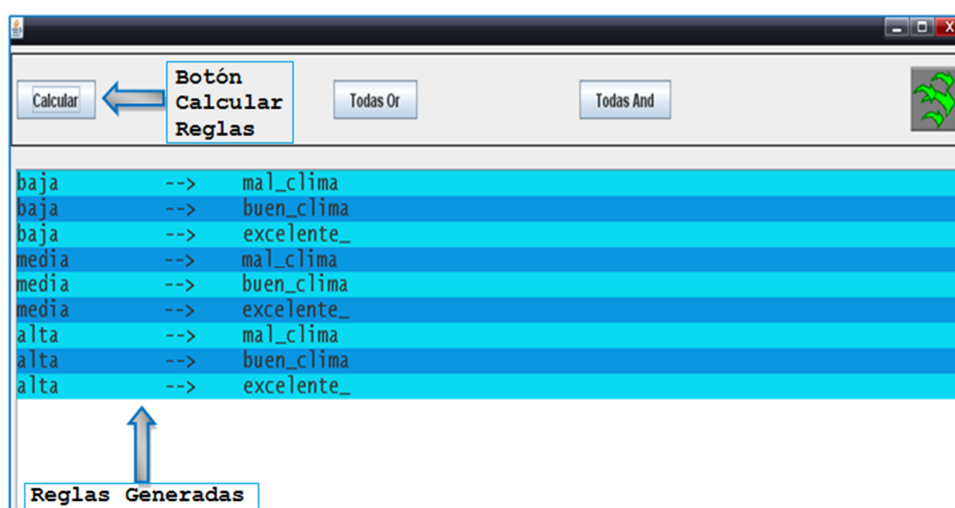 X
Calcular
Botón
Calcular
Reglas
Todas Or
Todas And
baja --> mal_clima
baja --> buen_clima
baja --> excelente_
media --> mal_clima
media --> buen_clima
media --> excelente_
alta --> mal_clima
alta --> buen_clima
alta --> excelente_
Reglas Generadas